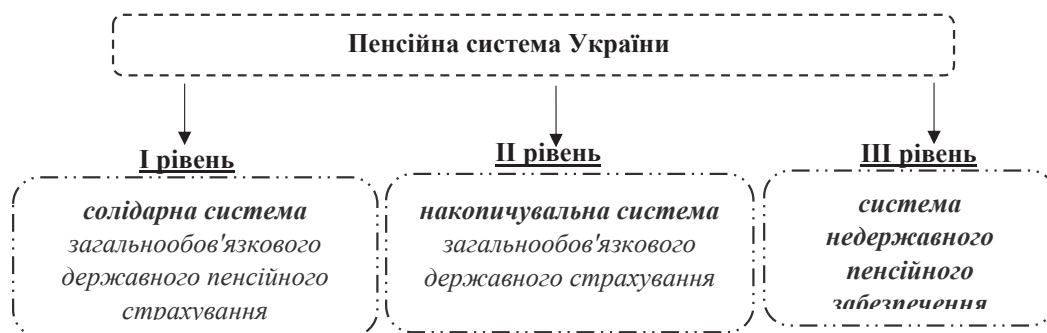 Пенсійна система України
І рівень
солідарна система
загальнообов'язкового
державного пенсійного
страхування
ІІ рівень
накопичувальна система
загальнообов'язкового
державного страхування
ІІІ рівень
система
недержавного
пенсійного
забезпечення